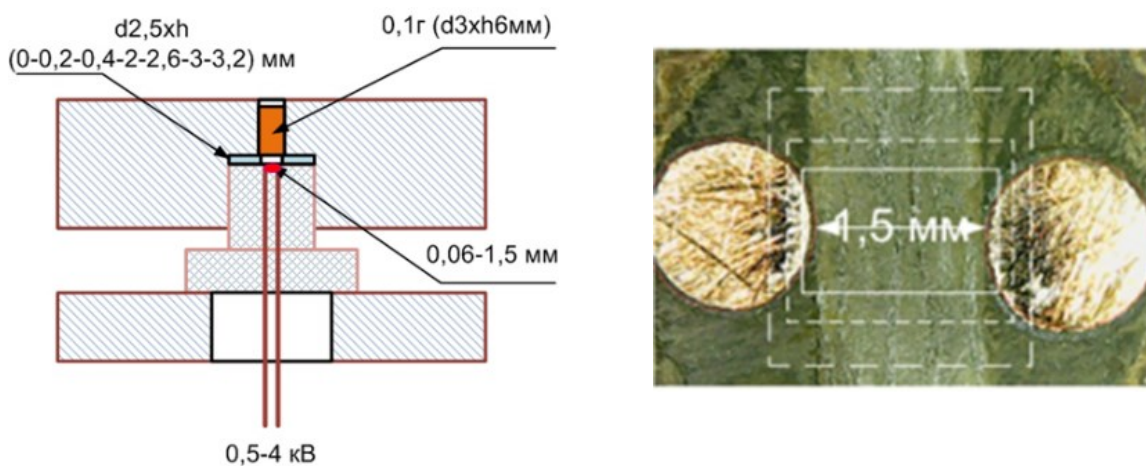 d2,5xh
(0-0,2-0,4-2-2,6-3-3,2) мм
0,1г (d3xh6мм)
0,06-1,5 мм
0,5-4 кВ
1,5 мм